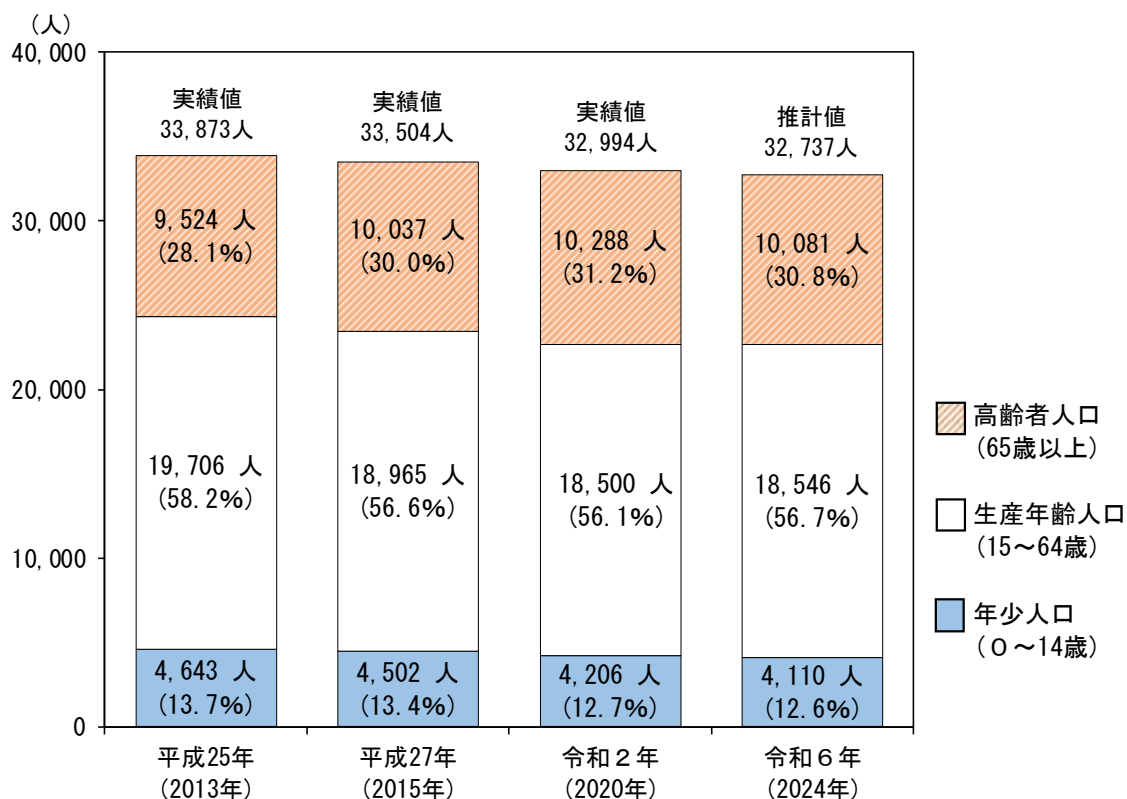 （人）
40,000
30,000
20,000
10,000
0
実績値
33,873人
9,524 人
(28.1%)
19,706 人
(58.2%)
4,643 人
(13.7%)
平成25年
(2013年)
実績値
33,504人
10,037 人
(30.0%)
18,965 人
(56.6%)
4,502 人
(13.4%)
平成27年
(2015年)
実績値
32,994人
10,288 人
(31.2%)
18,500 人
(56.1%)
4,206 人
(12.7%)
令和２年
(2020年)
推計値
32,737人
10,081 人
(30.8%)
18,546 人
(56.7%)
4,110 人
(12.6%)
令和６年
(2024年)
高齢者人口
(65歳以上)
生産年齢人口
(15～64歳)
年少人口
(０～14歳)